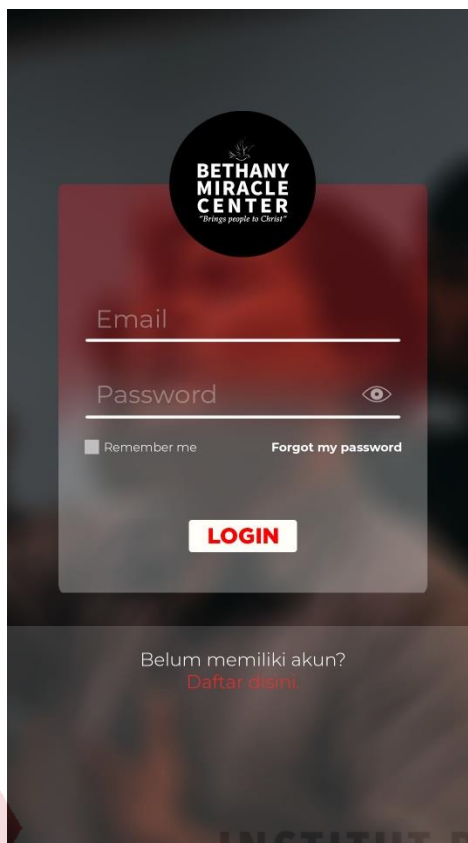 BETHANY
MIRACLE
CENTER
"Brings people to Christ"
Email
Password
Remember me
Forgot my password
LOGIN
Belum memiliki akun?
Daftar disini.
INSTITUT